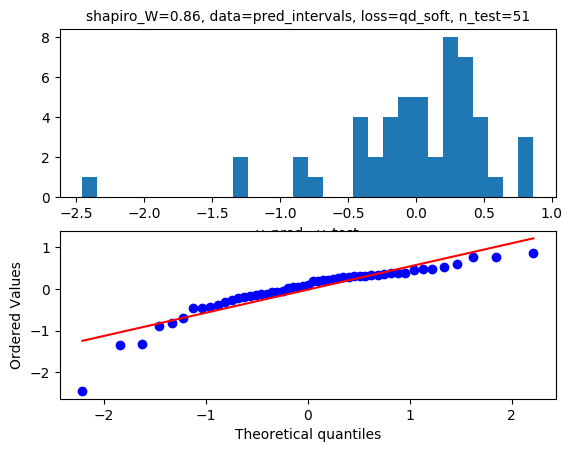 shapiro_W=0.86, data=pred_intervals, loss=qd_soft, n_test=51
8
6
4
2
0
−2.5 −2.0 −1.5 −1.0 −0.5 0.0 0.5 1.0
1
0
−1
−2
Ordered Values
−2 −1 0 1 2
Theoretical quantiles